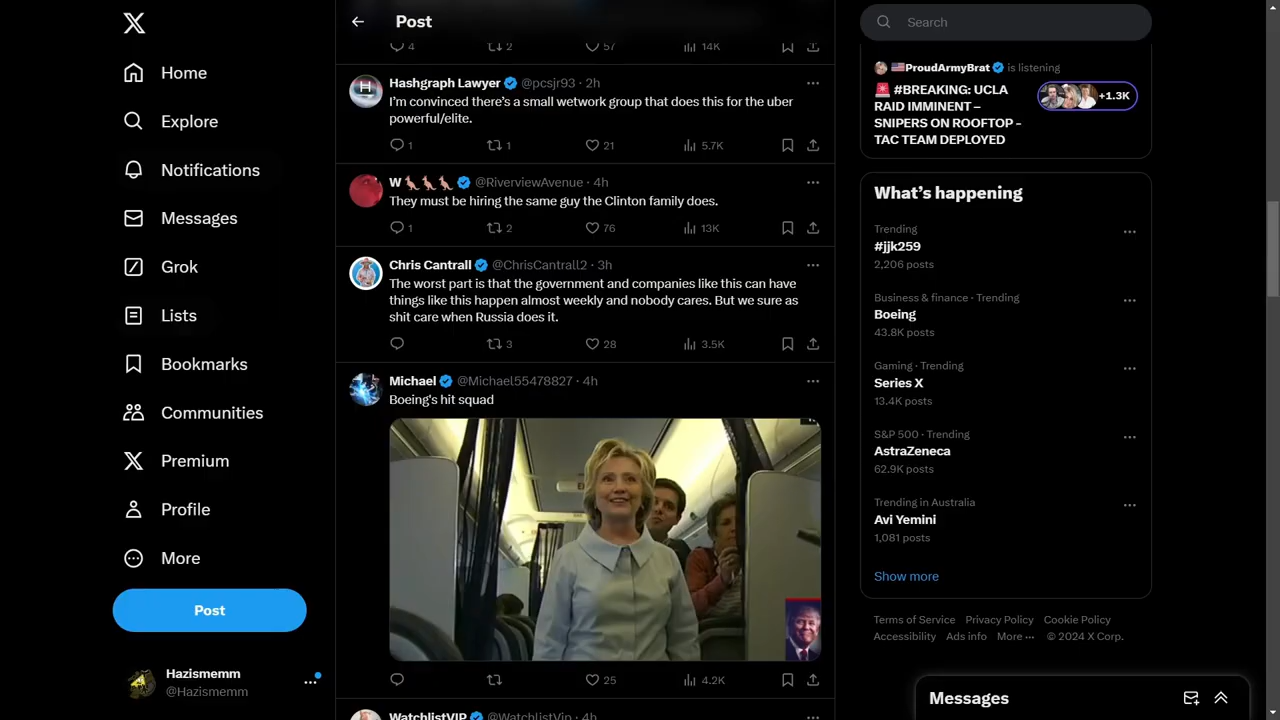 Home
Explore
Notifications
Messages
Grok
Lists
Bookmarks
Communities
Premium
Profile
More
Post
Hazismemm
@Hazismemm
Post
4 2 57 14K
Hashgraph Lawyer @pcsjr93 · 2h
I’m convinced there’s a small wetwork group that does this for the uber
powerful/elite.
1 1 21 5.7K
W @RiverviewAvenue · 4h
They must be hiring the same guy the Clinton family does.
1 2 76 13K
Chris Cantrall @ChrisCantrall2 · 3h
The worst part is that the government and companies like this can have
things like this happen almost weekly and nobody cares. But we sure as
shit care when Russia does it.
3 28 3.5K
Michael @Michael55478827 · 4h
Boeing's hit squad
25 4.2K
WatchlistVIP @WatchlistVip · 4h
Search
ProudArmyBrat is listening
#BREAKING: UCLA
RAID IMMINENT –
SNIPERS ON ROOFTOP -
TAC TEAM DEPLOYED
+1.3K
What’s happening
Trending
#jjk259
2,206 posts
Business & finance · Trending
Boeing
43.8K posts
Gaming · Trending
Series X
13.4K posts
S&P 500 · Trending
AstraZeneca
62.9K posts
Trending in Australia
Avi Yemini
1,081 posts
Show more
Terms of Service Privacy Policy Cookie Policy
Accessibility Ads info More ··· © 2024 X Corp.
Messages